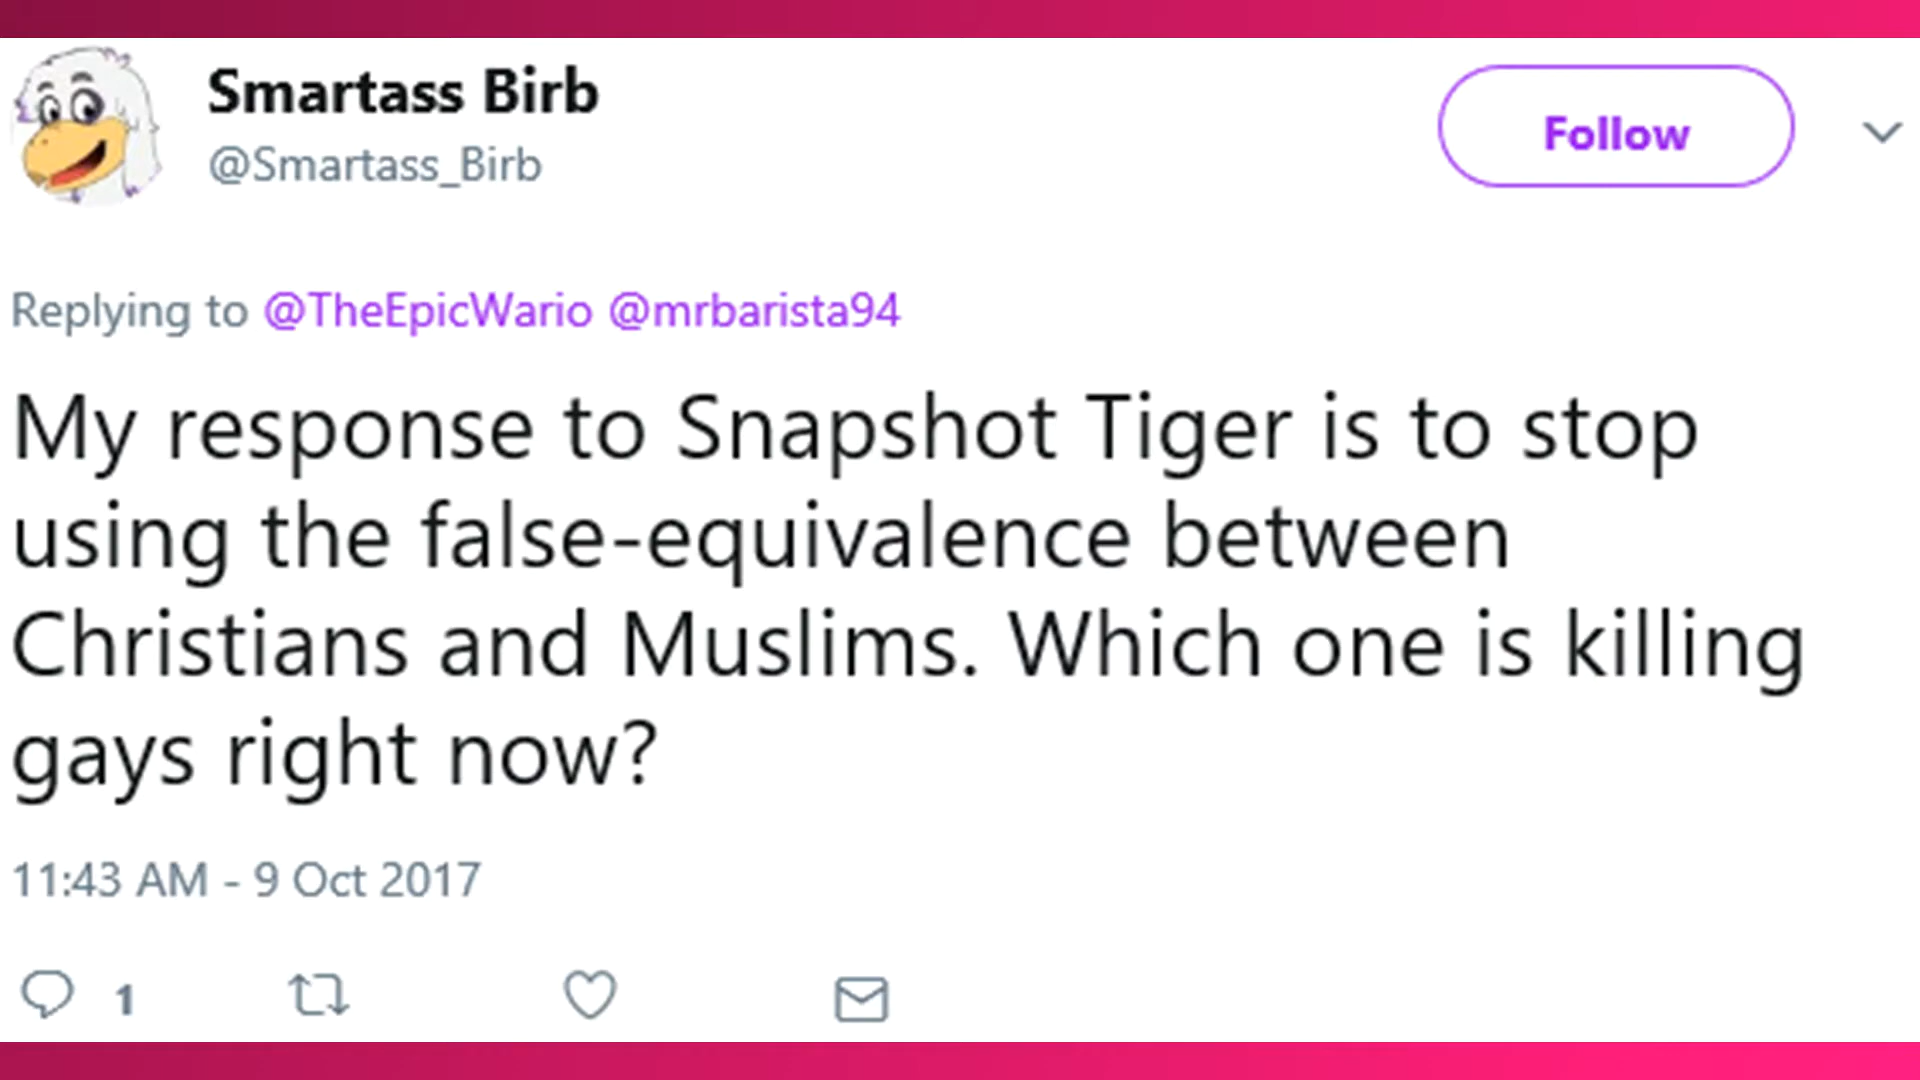 Smartass Birb
@Smartass_Birb
Follow
Replying to @TheEpicWario @mrbarista94
My response to Snapshot Tiger is to stop
using the false-equivalence between
Christians and Muslims. Which one is killing
gays right now?
11:43 AM - 9 Oct 2017
1